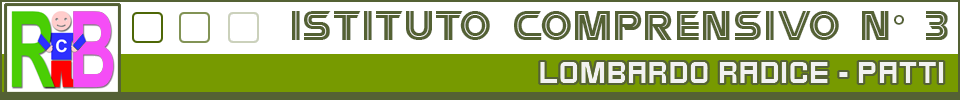 R C B
ISTITUTO COMPRENSIVO N° 3
LOMBARDO RADICE - PATTI